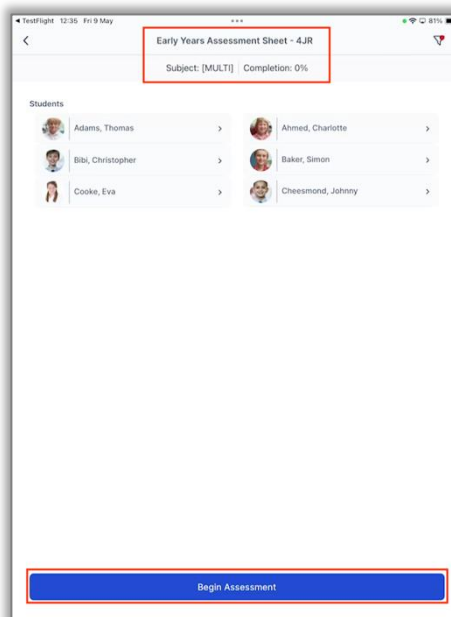 ◂ TestFlight 12:35 Fri 9 May 81%
Early Years Assessment Sheet - 4JR
Subject: [MULTI] Completion: 0%
Students
Adams, Thomas
Ahmed, Charlotte
Bibi, Christopher
Baker, Simon
Cooke, Eva
Cheesmond, Johnny
Begin Assessment